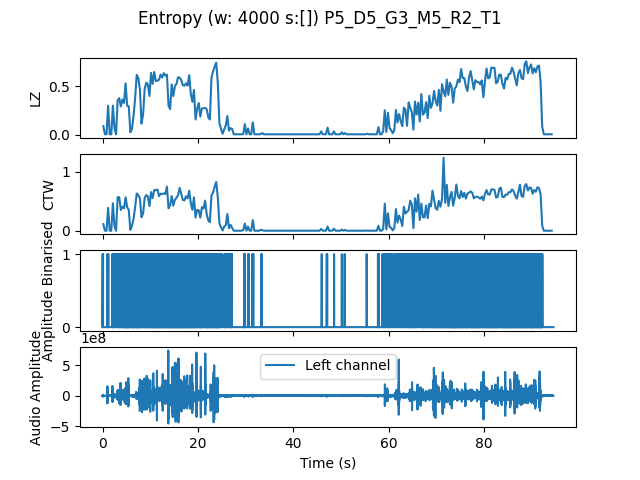 Entropy (w: 4000 s:[]) P5_D5_G3_M5_R2_T1
0.5
0.0
LZ
1
0
CTW
1
0
Amplitude Binarised
1e8
5
0
−5
Audio Amplitude
Left channel
0 20 40 60 80
Time (s)